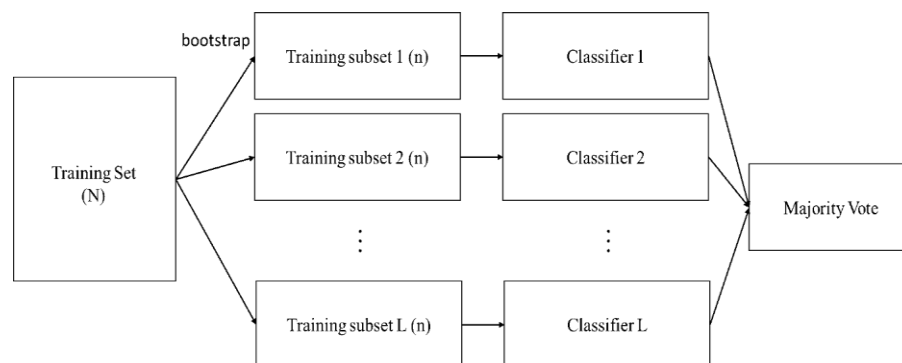 bootstrap
Training Set
(N)
Training subset 1 (n)
Classifier 1
Training subset 2 (n)
Classifier 2
Majority Vote
Training subset L (n)
Classifier L